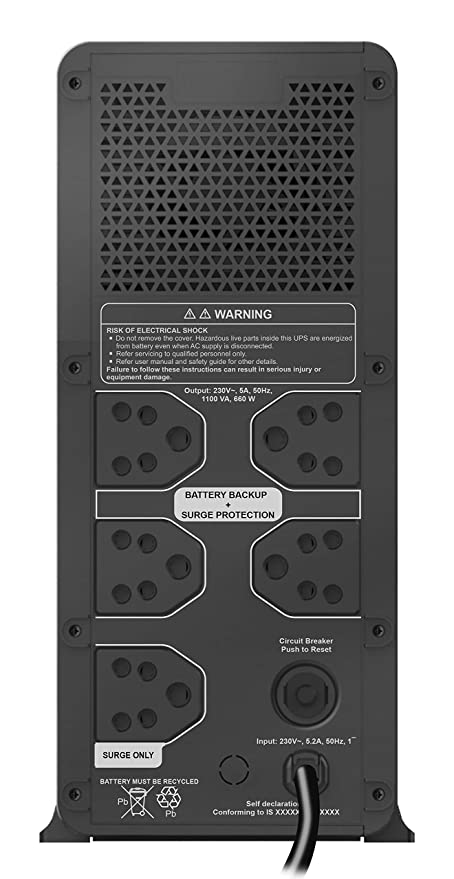 WARNING
RISK OF ELECTRICAL SHOCK
▪ Do not remove the cover. Hazardous live parts inside this UPS are energized
from battery even when AC supply is disconnected.
▪ Refer servicing to qualified personnel only.
▪ Refer user manual and safety guide for other details.
Failure to follow these instructions can result in serious injury or
equipment damage.
Output: 230V~, 5A, 50Hz,
1100 VA, 660 W
BATTERY BACKUP
+
SURGE PROTECTION
Circuit Breaker
Push to Reset
Input: 230V~, 5.2A, 50Hz, 1~
SURGE ONLY
BATTERY MUST BE RECYCLED
Pb
Pb
Self declaration
Conforming to IS XXXXX XXXX